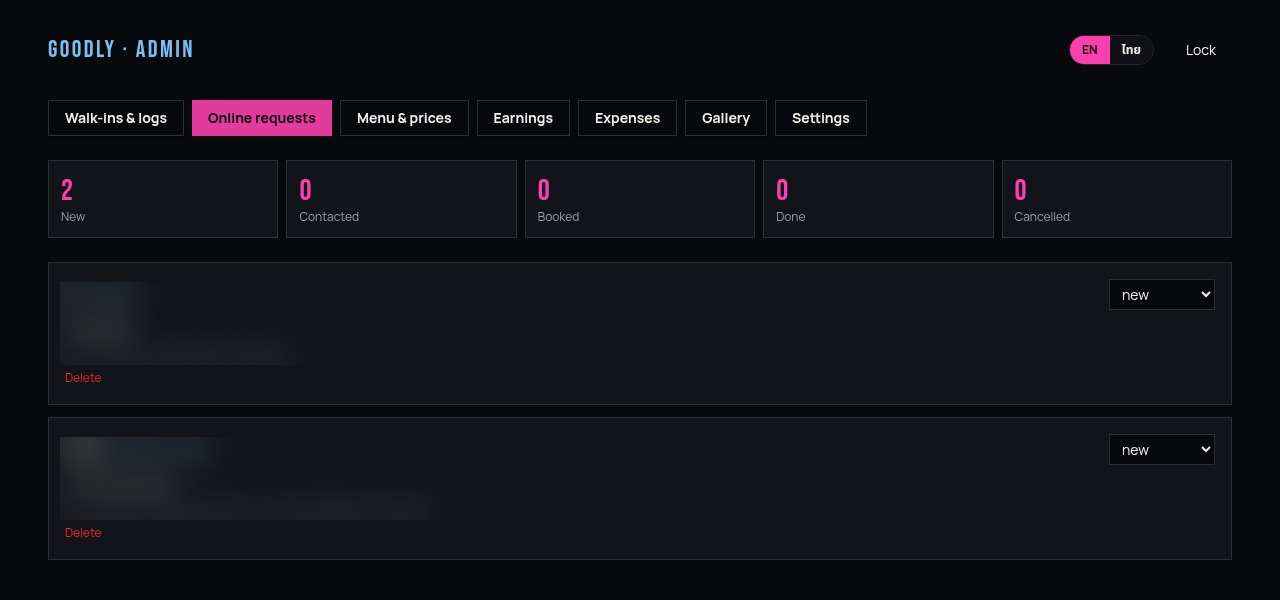 GOODLY · ADMIN
EN ไทย Lock
Walk-ins & logs Online requests Menu & prices Earnings Expenses Gallery Settings
2 0 0 0 0
New Contacted Booked Done Cancelled
new
Delete
new
Delete